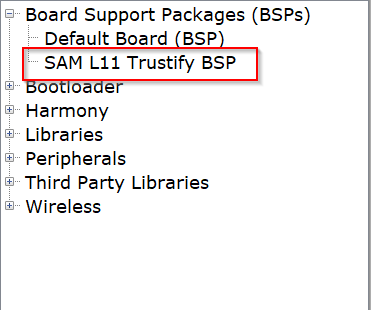 Board Support Packages (BSPs)
Default Board (BSP)
SAM L11 Trustify BSP
Bootloader
Harmony
Libraries
Peripherals
Third Party Libraries
Wireless